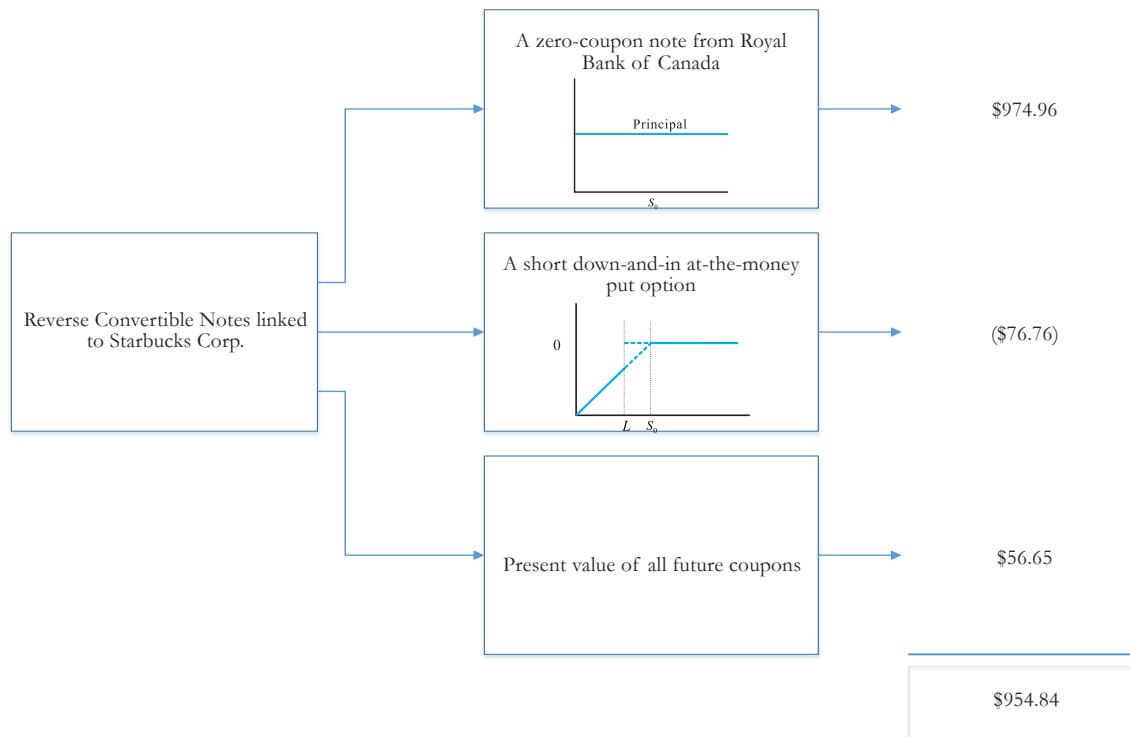 A zero-coupon note from Royal
Bank of Canada
Principal
S₀
$974.96
Reverse Convertible Notes linked
to Starbucks Corp.
A short down-and-in at-the-money
put option
0
L S₀
($76.76)
Present value of all future coupons
$56.65
$954.84